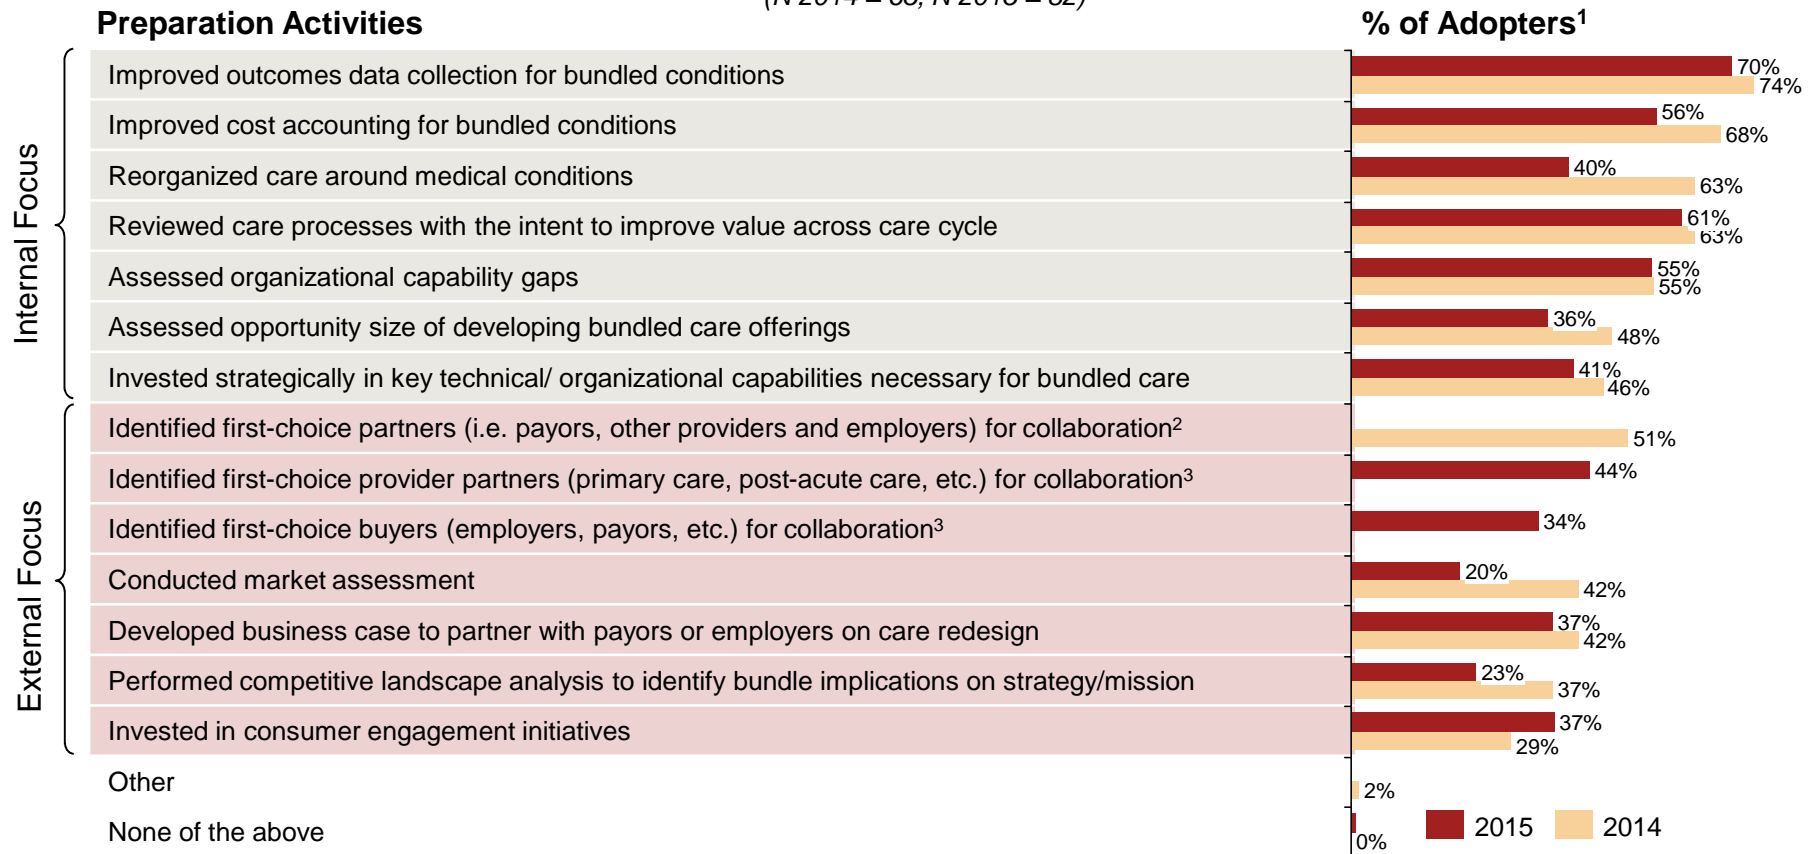 Preparation Activities
% of Adopters¹
Internal Focus
Improved outcomes data collection for bundled conditions
70%
74%
Improved cost accounting for bundled conditions
56%
68%
Reorganized care around medical conditions
40%
63%
Reviewed care processes with the intent to improve value across care cycle
61%
63%
Assessed organizational capability gaps
55%
55%
Assessed opportunity size of developing bundled care offerings
36%
48%
Invested strategically in key technical/ organizational capabilities necessary for bundled care
41%
46%
External Focus
Identified first-choice partners (i.e. payors, other providers and employers) for collaboration²
51%
Identified first-choice provider partners (primary care, post-acute care, etc.) for collaboration³
44%
Identified first-choice buyers (employers, payors, etc.) for collaboration³
34%
Conducted market assessment
20%
42%
Developed business case to partner with payors or employers on care redesign
37%
42%
Performed competitive landscape analysis to identify bundle implications on strategy/mission
23%
37%
Invested in consumer engagement initiatives
37%
29%
Other
2%
None of the above
0%
2015
2014